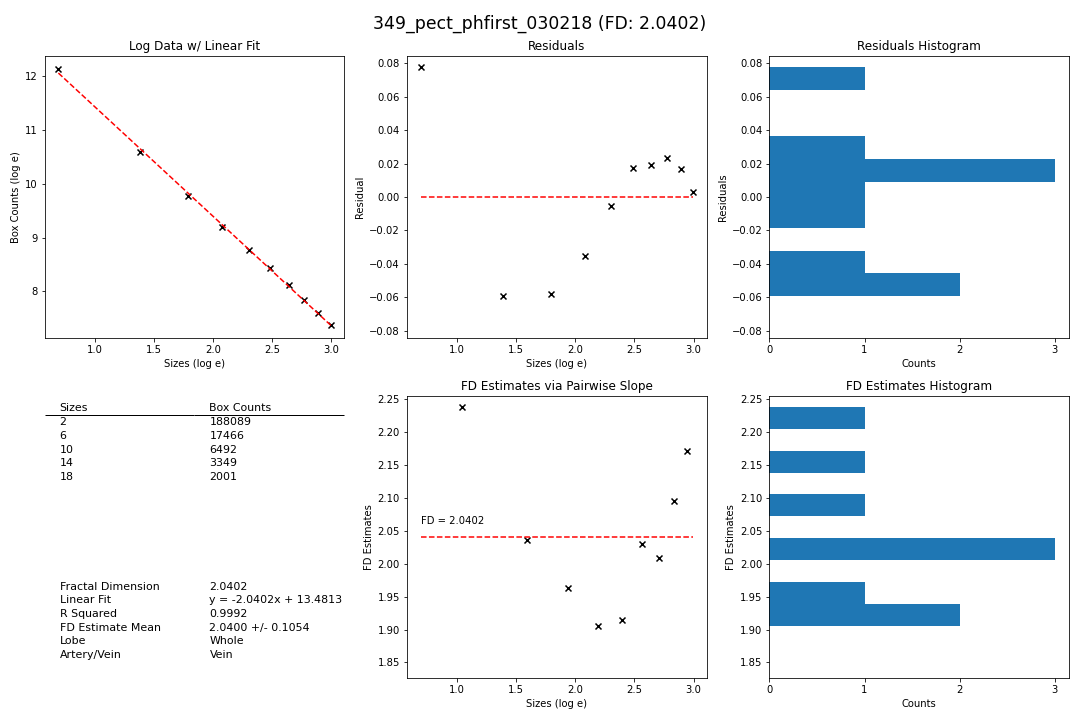 349_pect_phfirst_030218 (FD: 2.0402)
Log Data w/ Linear Fit
12
11
10
9
8
Box Counts (log e)
1.0 1.5 2.0 2.5 3.0
Sizes (log e)
Residuals
0.08
0.06
0.04
0.02
0.00
−0.02
−0.04
−0.06
−0.08
Residual
1.0 1.5 2.0 2.5 3.0
Sizes (log e)
Residuals Histogram
0.08
0.06
0.04
0.02
0.00
−0.02
−0.04
−0.06
−0.08
Residuals
0 1 2 3
Counts
Sizes Box Counts
2 188089
6 17466
10 6492
14 3349
18 2001
Fractal Dimension 2.0402
Linear Fit y = -2.0402x + 13.4813
R Squared 0.9992
FD Estimate Mean 2.0400 +/- 0.1054
Lobe Whole
Artery/Vein Vein
FD Estimates via Pairwise Slope
2.25
2.20
2.15
2.10
2.05
2.00
1.95
1.90
1.85
FD Estimates
FD = 2.0402
1.0 1.5 2.0 2.5 3.0
Sizes (log e)
FD Estimates Histogram
2.25
2.20
2.15
2.10
2.05
2.00
1.95
1.90
1.85
FD Estimates
0 1 2 3
Counts